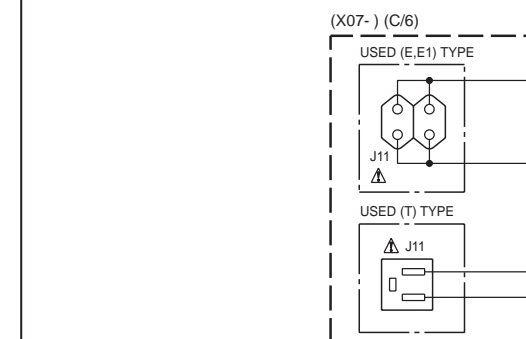 (X07- ) (C/6)
USED (E,E1) TYPE
J11
USED (T) TYPE
J11